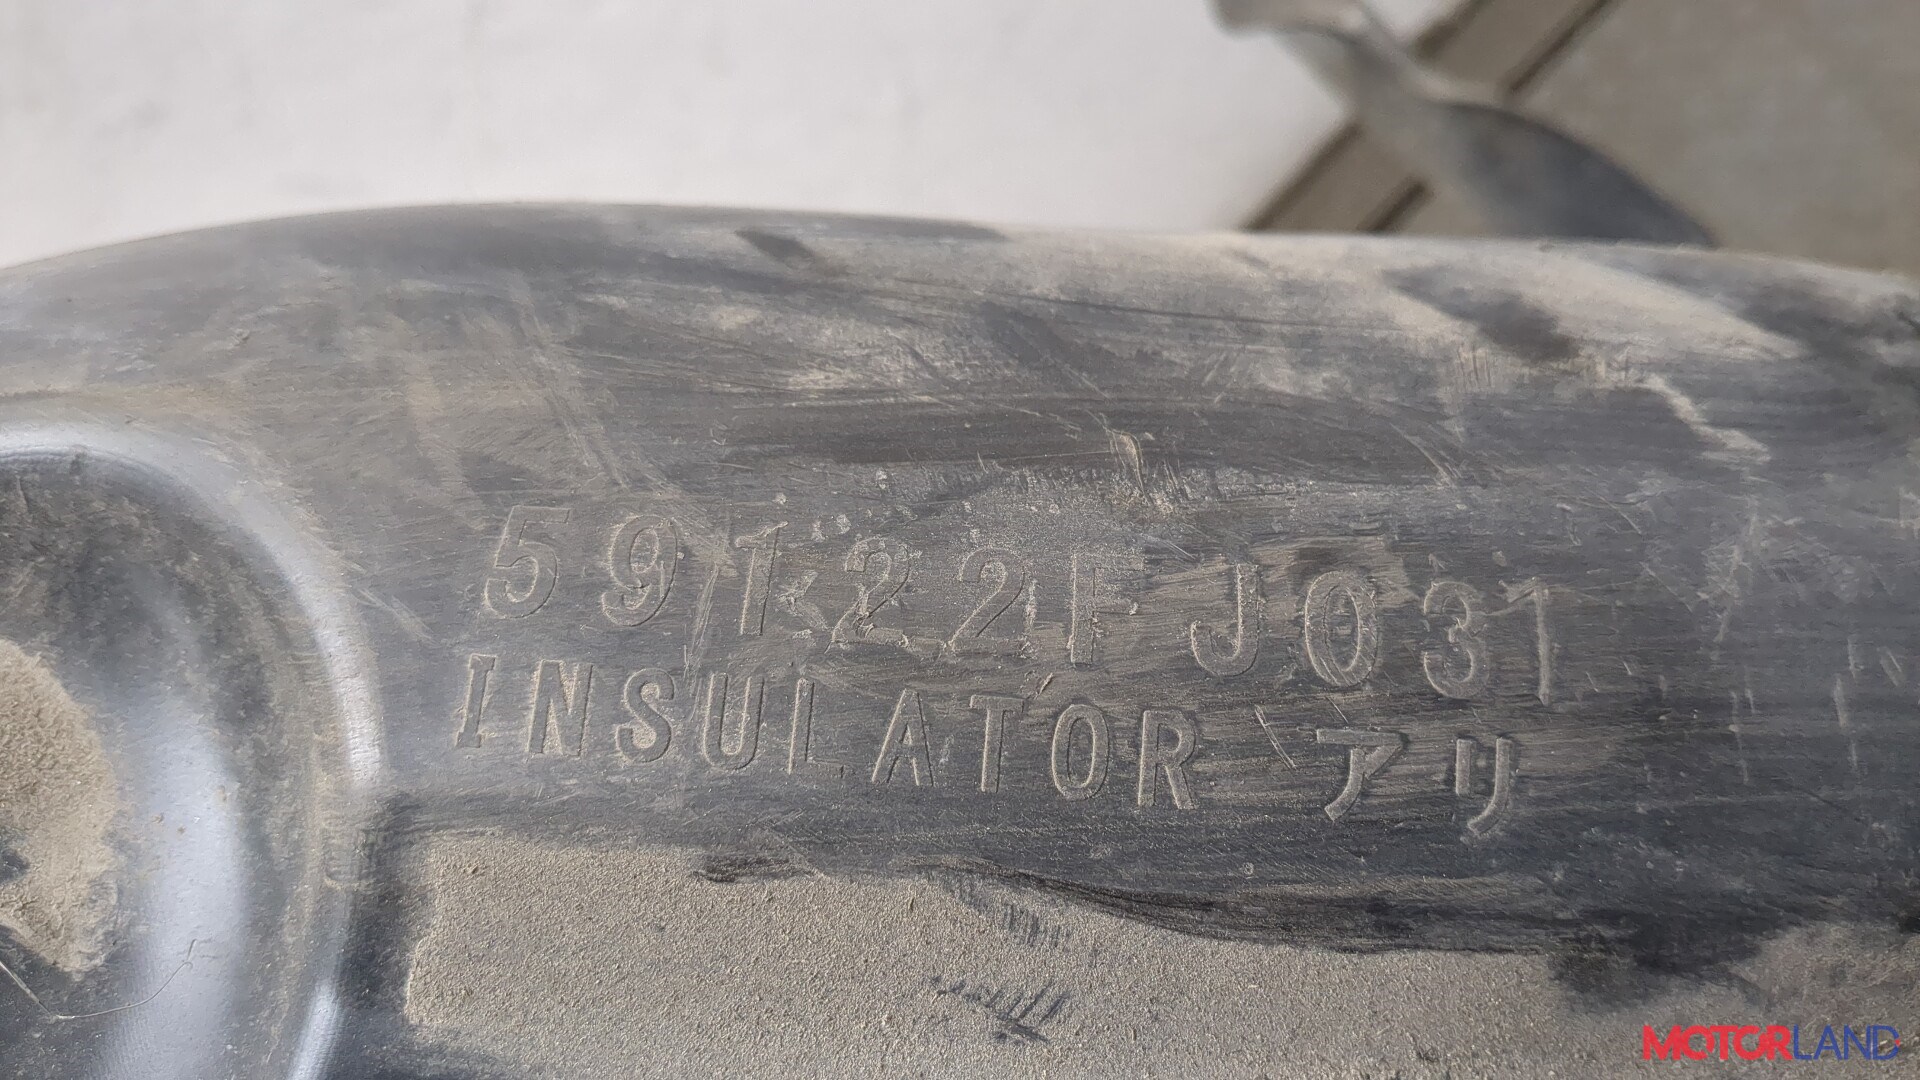 59122FJ031
INSULATOR アリ
MOTORLAND